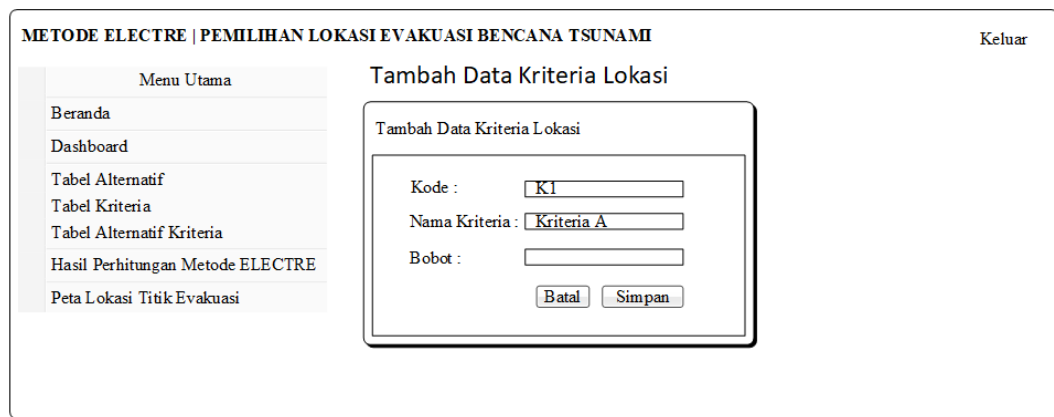 METODE ELECTRE | PEMILIHAN LOKASI EVAKUASI BENCANA TSUNAMI
Keluar
Menu Utama
Beranda
Dashboard
Tabel Alternatif
Tabel Kriteria
Tabel Alternatif Kriteria
Hasil Perhitungan Metode ELECTRE
Peta Lokasi Titik Evakuasi
Tambah Data Kriteria Lokasi
Tambah Data Kriteria Lokasi
Kode : K1
Nama Kriteria : Kriteria A
Bobot :
Batal Simpan